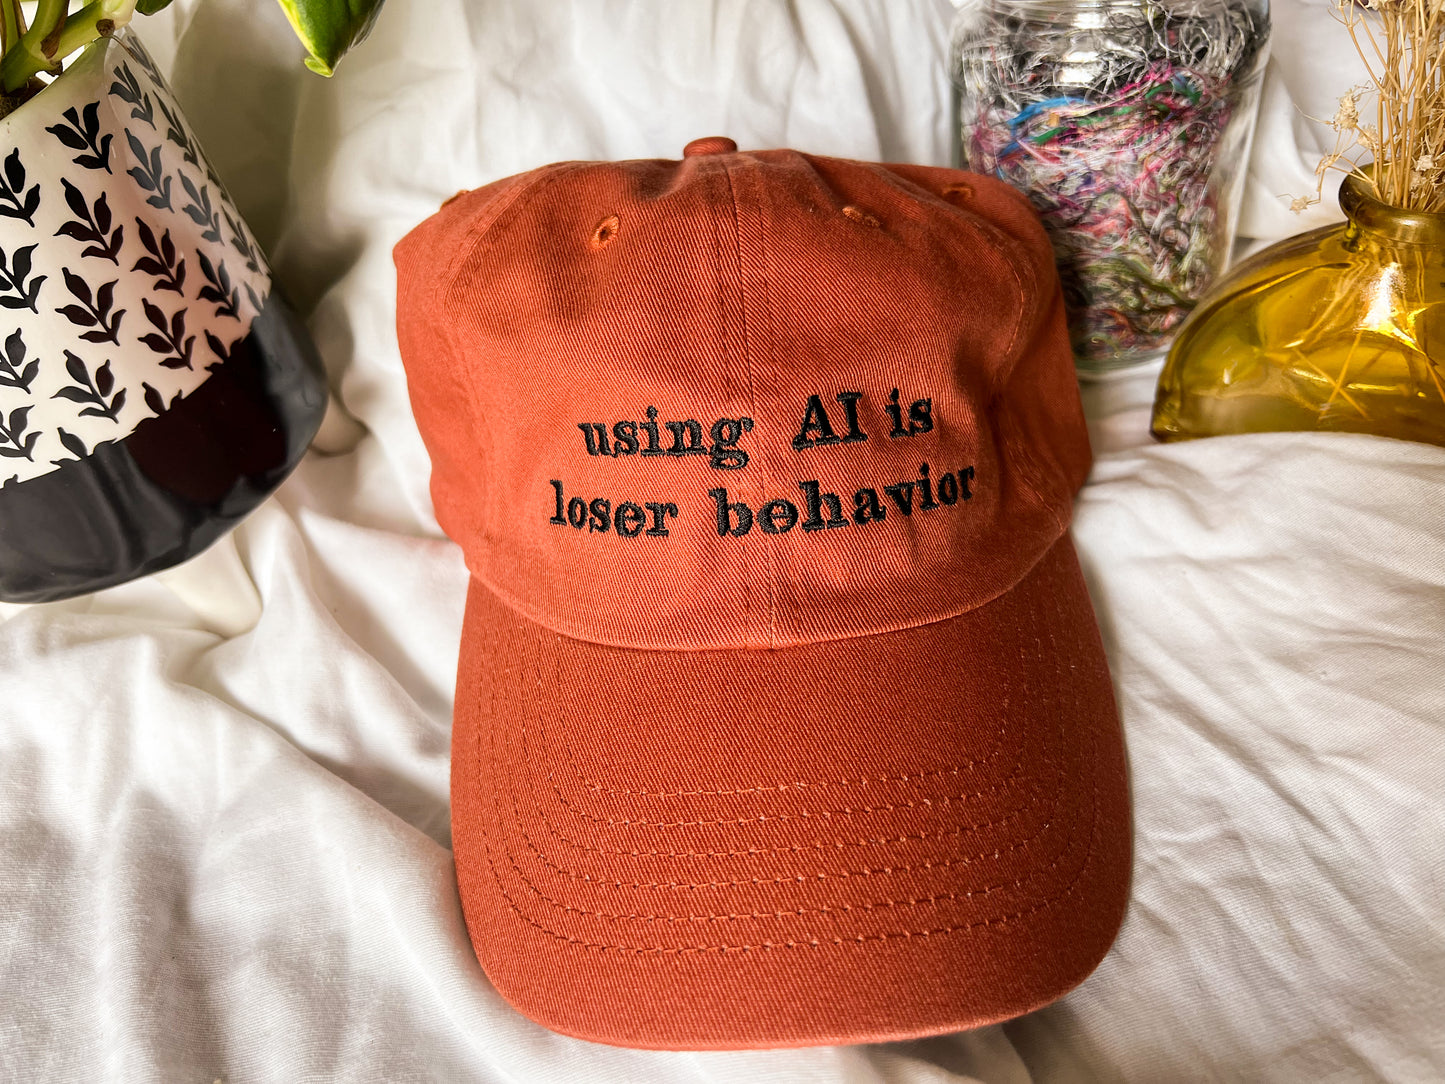 using AI is
loser behavior